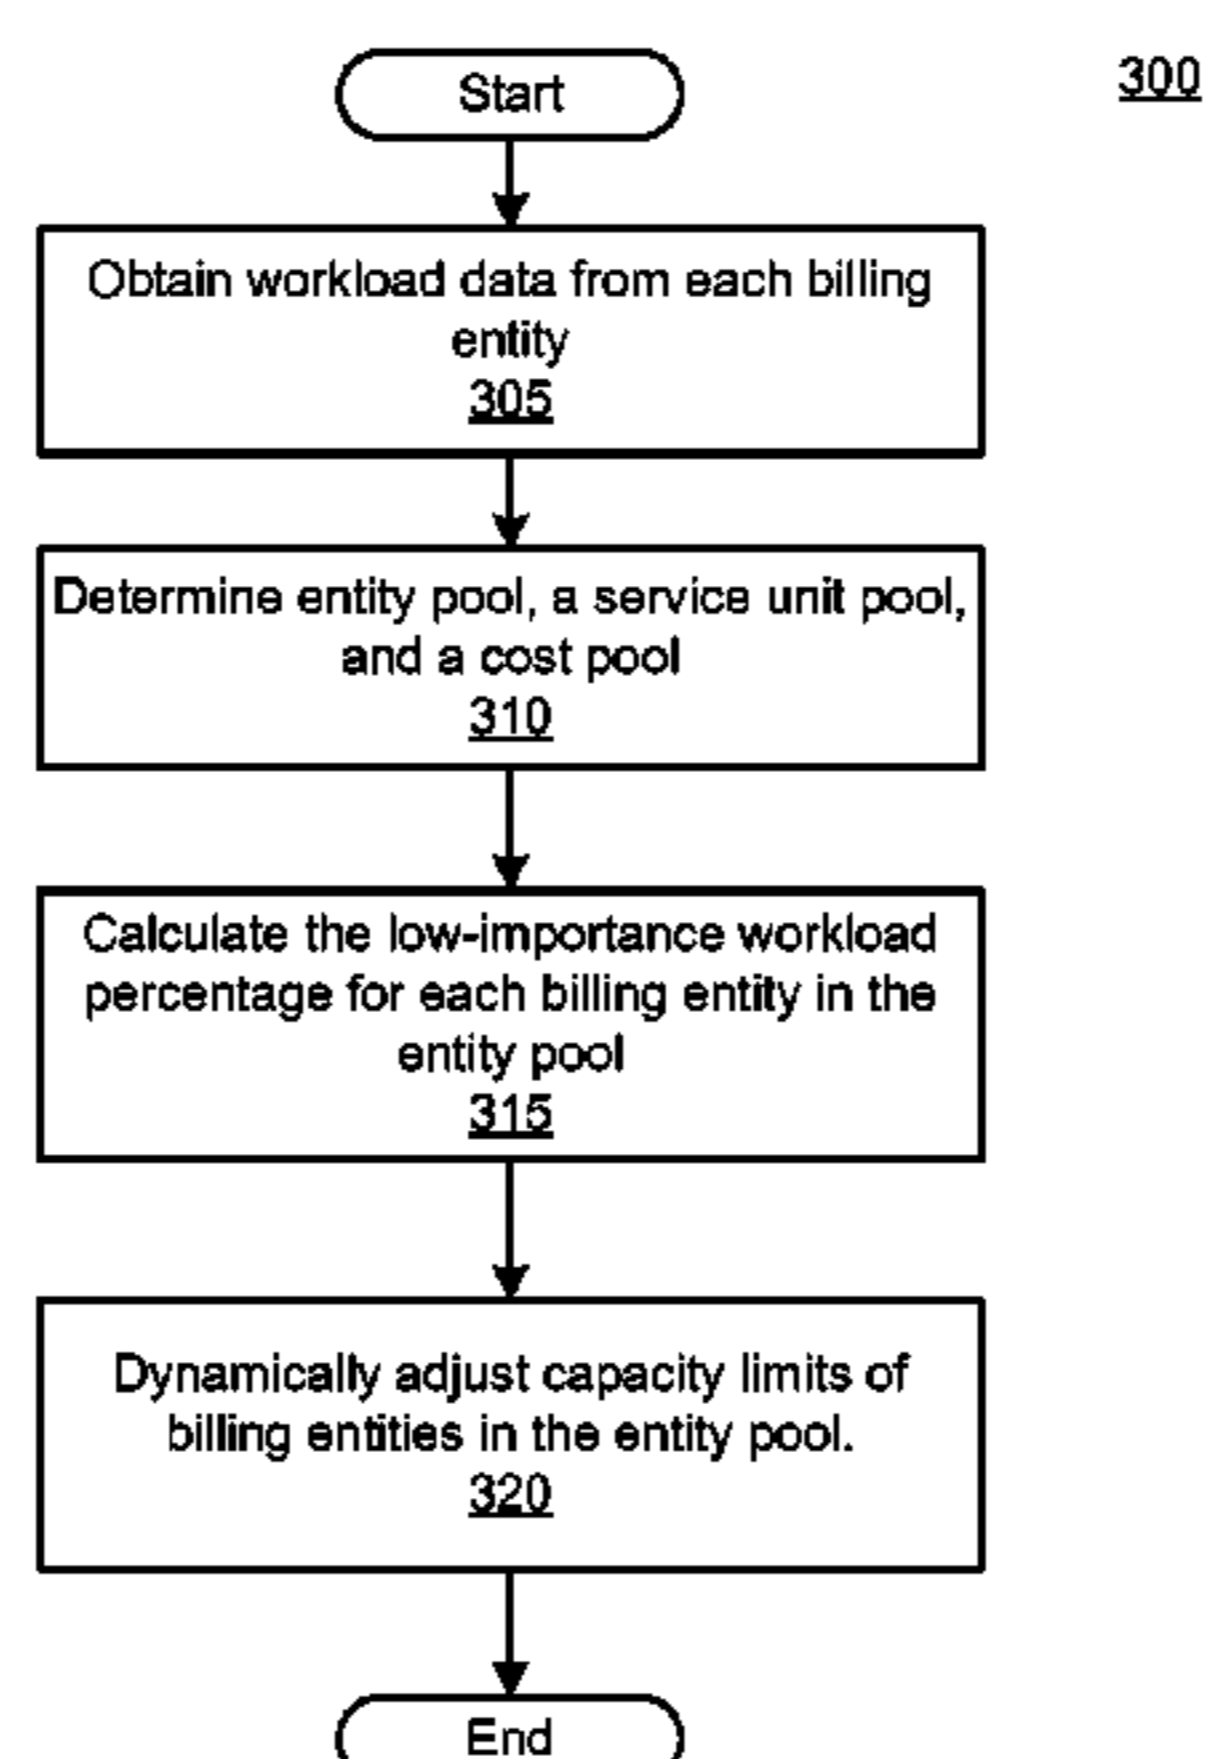 Start
300
Obtain workload data from each billing
entity
305
Determine entity pool, a service unit pool,
and a cost pool
310
Calculate the low-importance workload
percentage for each billing entity in the
entity pool
315
Dynamically adjust capacity limits of
billing entities in the entity pool.
320
End